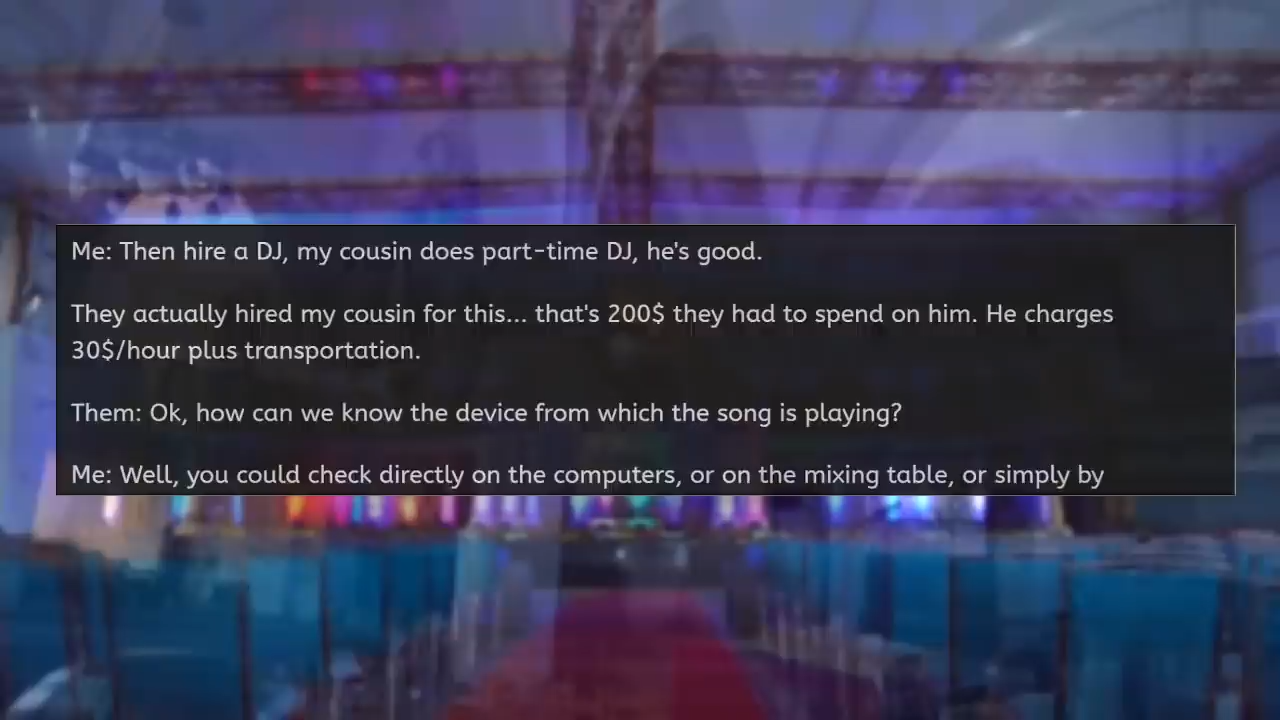 Me: Then hire a DJ, my cousin does part-time DJ, he's good.
They actually hired my cousin for this... that's 200$ they had to spend on him. He charges
30$/hour plus transportation.
Them: Ok, how can we know the device from which the song is playing?
Me: Well, you could check directly on the computers, or on the mixing table, or simply by